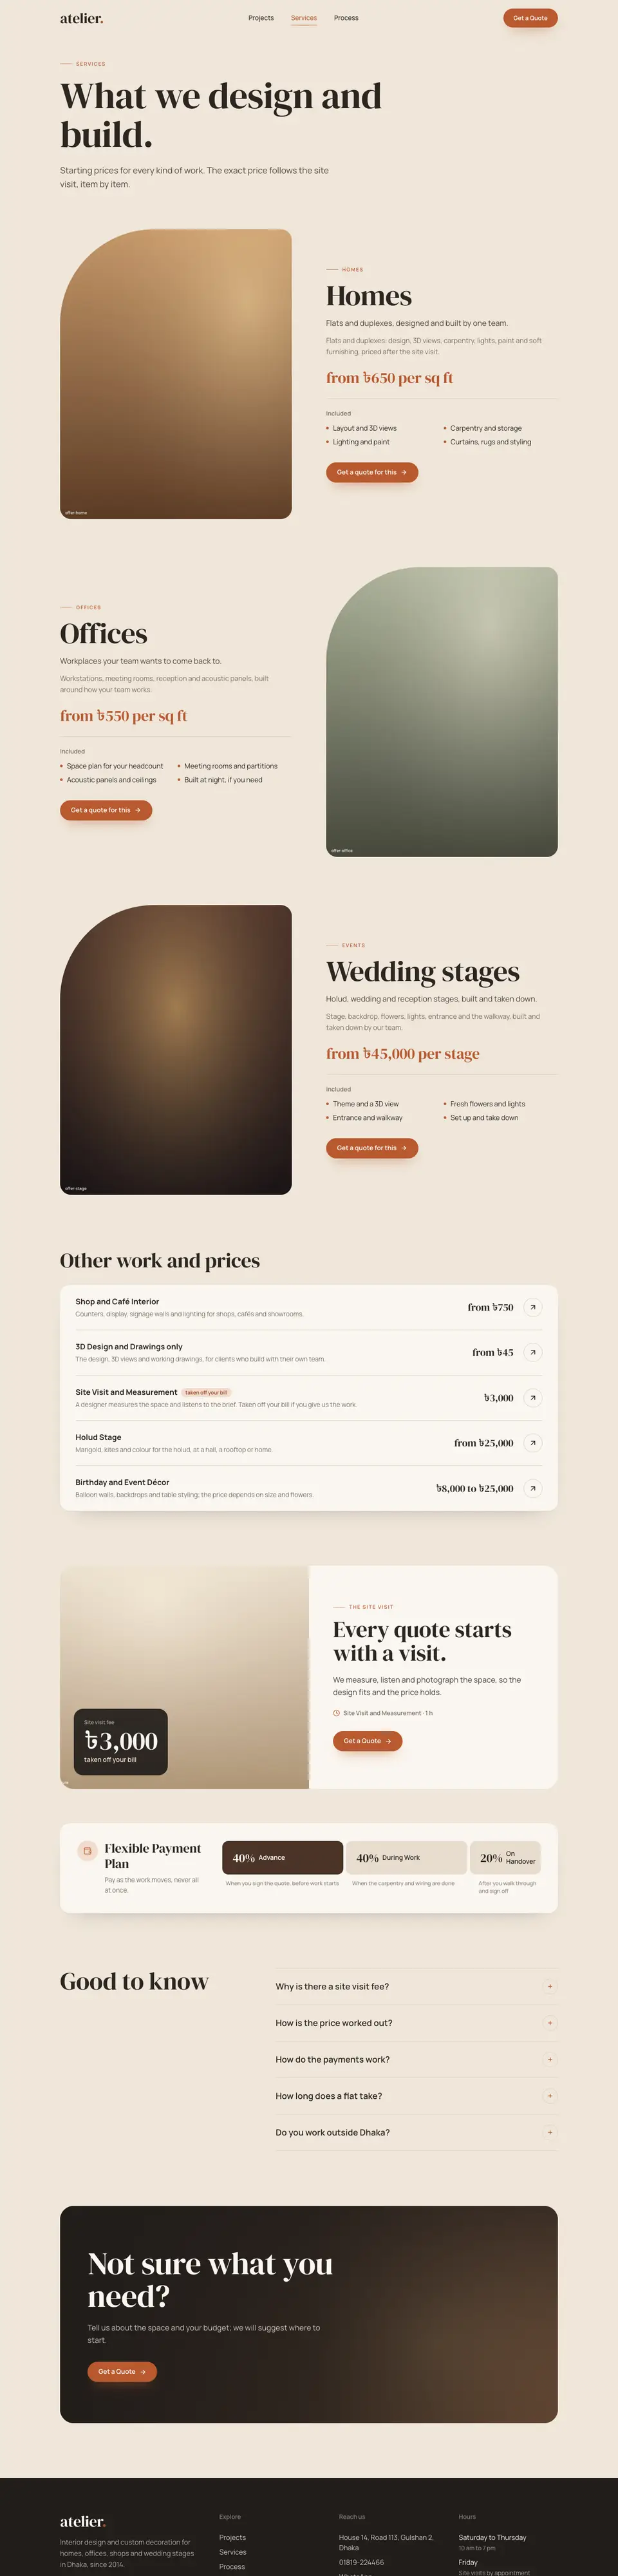 atelier.
Projects
Services
Process
Get a Quote
SERVICES
What we design and
build.
Starting prices for every kind of work. The exact price follows the site
visit, item by item.
offer-home
HOMES
Homes
Flats and duplexes, designed and built by one team.
Flats and duplexes: design, 3D views, carpentry, lights, paint and soft
furnishing, priced after the site visit.
from ৳650 per sq ft
Included
Layout and 3D views
Carpentry and storage
Lighting and paint
Curtains, rugs and styling
Get a quote for this →
OFFICES
Offices
Workplaces your team wants to come back to.
Workstations, meeting rooms, reception and acoustic panels, built
around how your team works.
from ৳550 per sq ft
Included
Space plan for your headcount
Meeting rooms and partitions
Acoustic panels and ceilings
Built at night, if you need
Get a quote for this →
offer-office
offer-stage
EVENTS
Wedding stages
Holud, wedding and reception stages, built and taken down.
Stage, backdrop, flowers, lights, entrance and the walkway, built and
taken down by our team.
from ৳45,000 per stage
Included
Theme and a 3D view
Fresh flowers and lights
Entrance and walkway
Set up and take down
Get a quote for this →
Other work and prices
Shop and Café Interior
Counters, display, signage walls and lighting for shops, cafés and showrooms.
from ৳750
3D Design and Drawings only
The design, 3D views and working drawings, for clients who build with their own team.
from ৳45
Site Visit and Measurement taken off your bill
A designer measures the space and listens to the brief. Taken off your bill if you give us the work.
৳3,000
Holud Stage
Marigold, kites and colour for the holud, at a hall, a rooftop or home.
from ৳25,000
Birthday and Event Décor
Balloon walls, backdrops and table styling; the price depends on size and flowers.
৳8,000 to ৳25,000
Site visit fee
৳3,000
taken off your bill
THE SITE VISIT
Every quote starts
with a visit.
We measure, listen and photograph the space, so the
design fits and the price holds.
Site Visit and Measurement · 1 h
Get a Quote →
Flexible Payment
Plan
Pay as the work moves, never all
at once.
40% Advance
When you sign the quote, before work starts
40% During Work
When the carpentry and wiring are done
20% On
Handover
After you walk through
and sign off
Good to know
Why is there a site visit fee?
How is the price worked out?
How do the payments work?
How long does a flat take?
Do you work outside Dhaka?
Not sure what you
need?
Tell us about the space and your budget; we will suggest where to
start.
Get a Quote →
atelier.
Interior design and custom decoration for
homes, offices, shops and wedding stages
in Dhaka, since 2014.
Explore
Projects
Services
Process
Reach us
House 14, Road 113, Gulshan 2,
Dhaka
01819-224466
Hours
Saturday to Thursday
10 am to 7 pm
Friday
Site visits by appointment